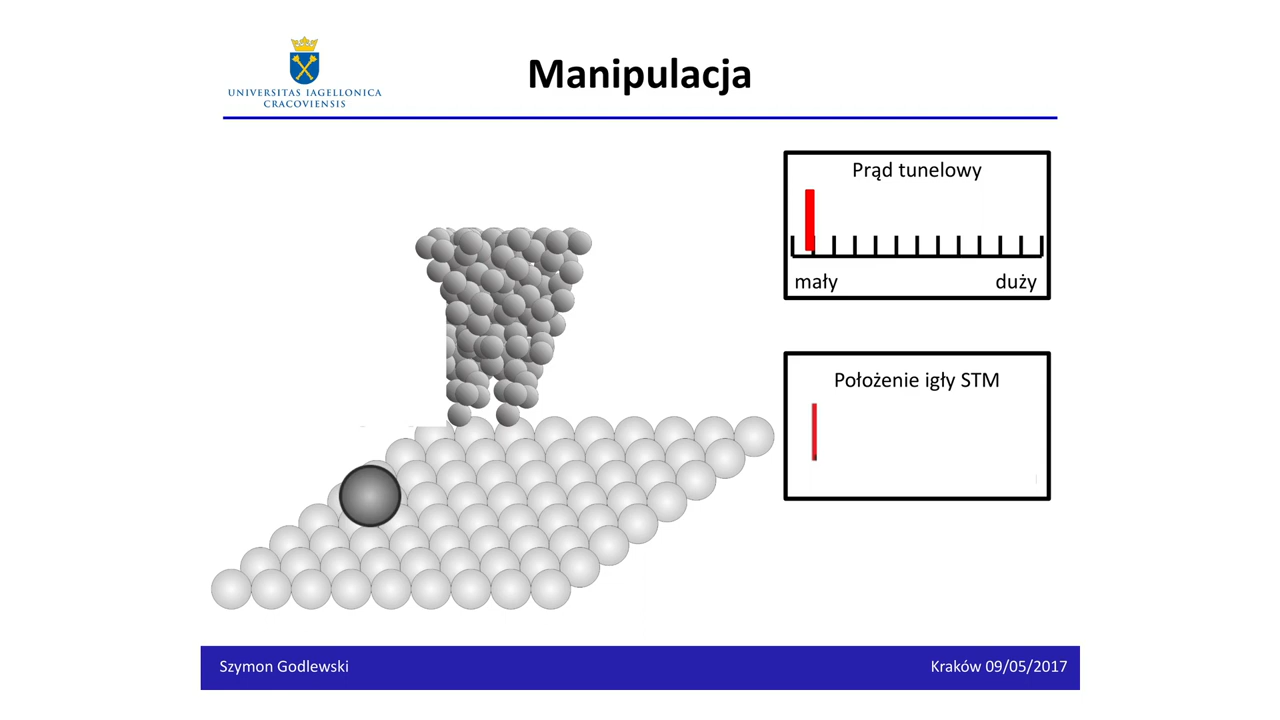 UNIVERSITAS IAGELLONICA
CRACOVIENSIS
Manipulacja
Prąd tunelowy
mały duży
Położenie igły STM
Szymon Godlewski
Kraków 09/05/2017